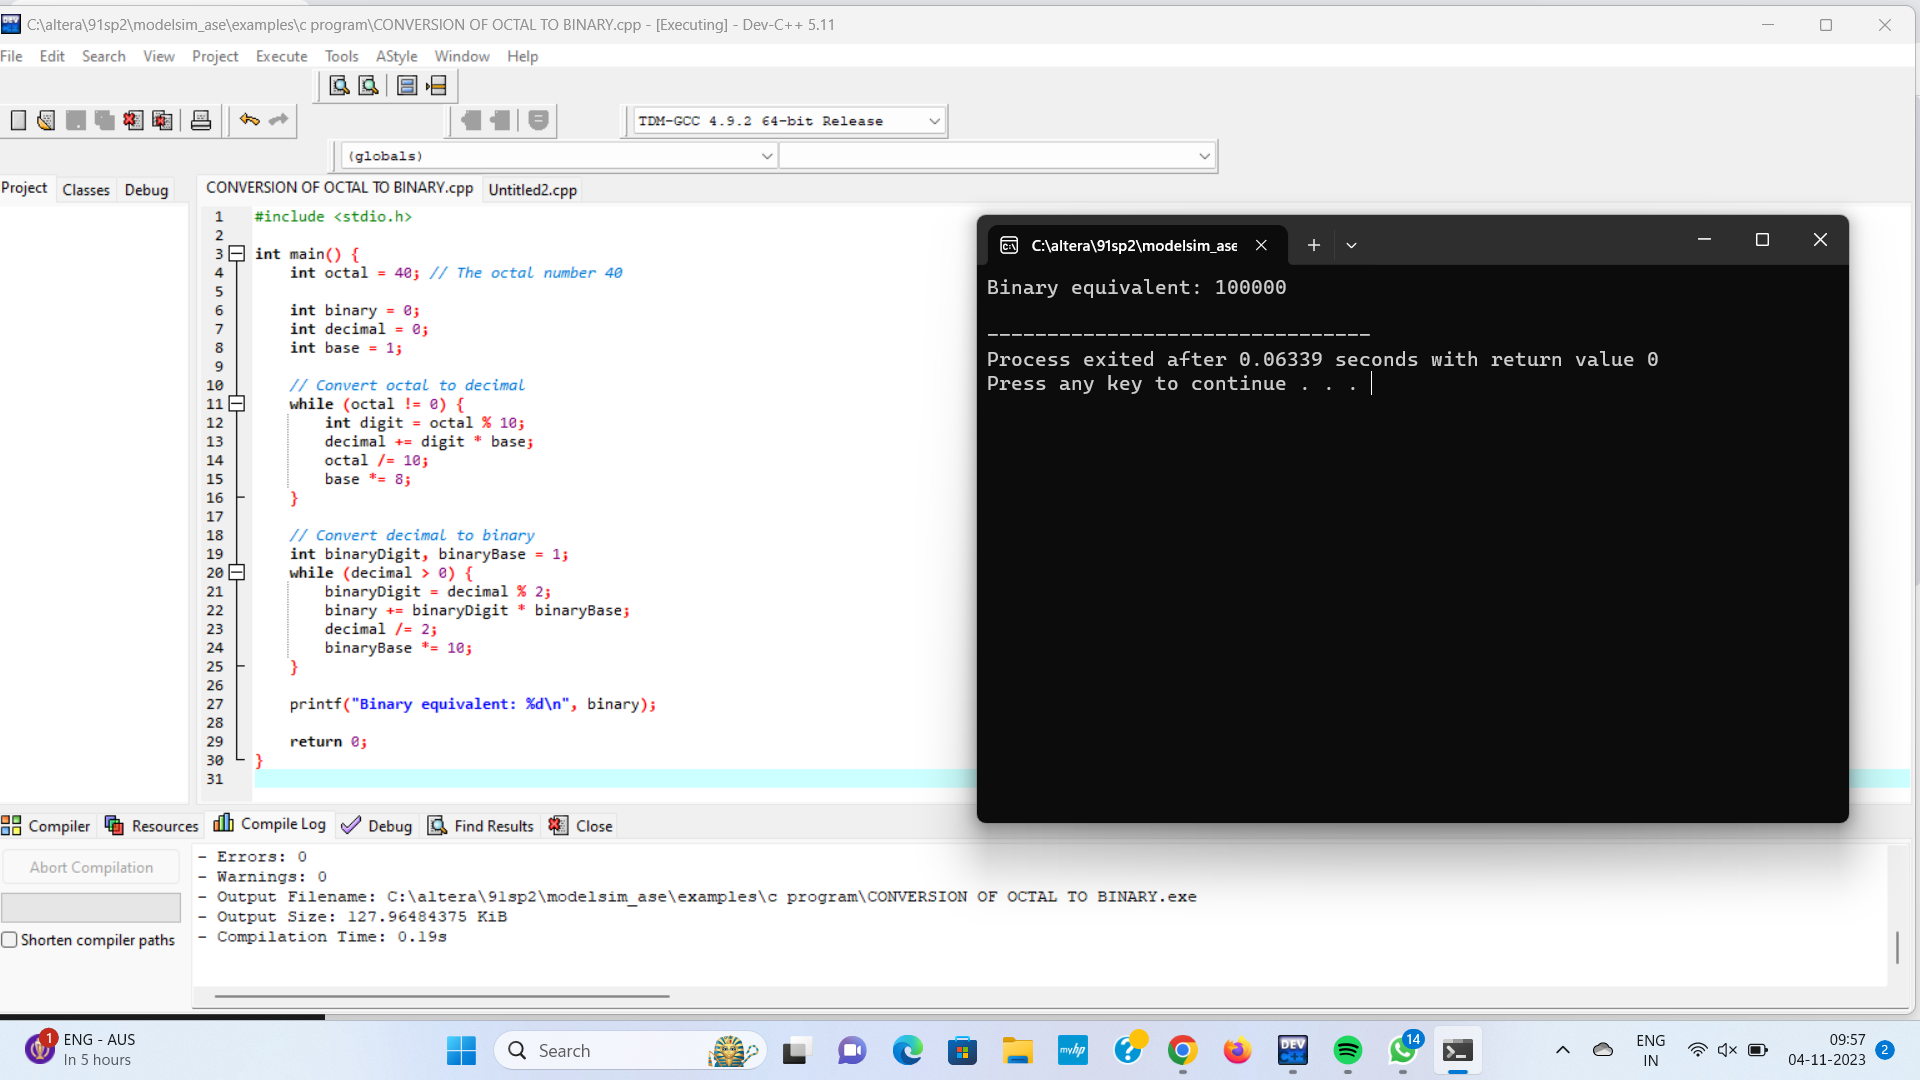 C:\altera\91sp2\modelsim_ase\examples\c program\CONVERSION OF OCTAL TO BINARY.cpp - [Executing] - Dev-C++ 5.11
File Edit Search View Project Execute Tools AStyle Window Help
TDM-GCC 4.9.2 64-bit Release
(globals)
Project Classes Debug
CONVERSION OF OCTAL TO BINARY.cpp Untitled2.cpp
1 #include <stdio.h>
2
3 int main() {
4 int octal = 40; // The octal number 40
5
6 int binary = 0;
7 int decimal = 0;
8 int base = 1;
9
10 // Convert octal to decimal
11 while (octal != 0) {
12 int digit = octal % 10;
13 decimal += digit * base;
14 octal /= 10;
15 base *= 8;
16 }
17
18 // Convert decimal to binary
19 int binaryDigit, binaryBase = 1;
20 while (decimal > 0) {
21 binaryDigit = decimal % 2;
22 binary += binaryDigit * binaryBase;
23 decimal /= 2;
24 binaryBase *= 10;
25 }
26
27 printf("Binary equivalent: %d\n", binary);
28
29 return 0;
30 }
31
C:\altera\91sp2\modelsim_ase
Binary equivalent: 100000
--------------------------------
Process exited after 0.06339 seconds with return value 0
Press any key to continue . . .
Compiler Resources Compile Log Debug Find Results Close
Abort Compilation
Shorten compiler paths
- Errors: 0
- Warnings: 0
- Output Filename: C:\altera\91sp2\modelsim_ase\examples\c program\CONVERSION OF OCTAL TO BINARY.exe
- Output Size: 127.96484375 KiB
- Compilation Time: 0.19s
1
ENG - AUS
In 5 hours
Search
myhp
DEV
C++
14
ENG
IN
09:57
04-11-2023
2